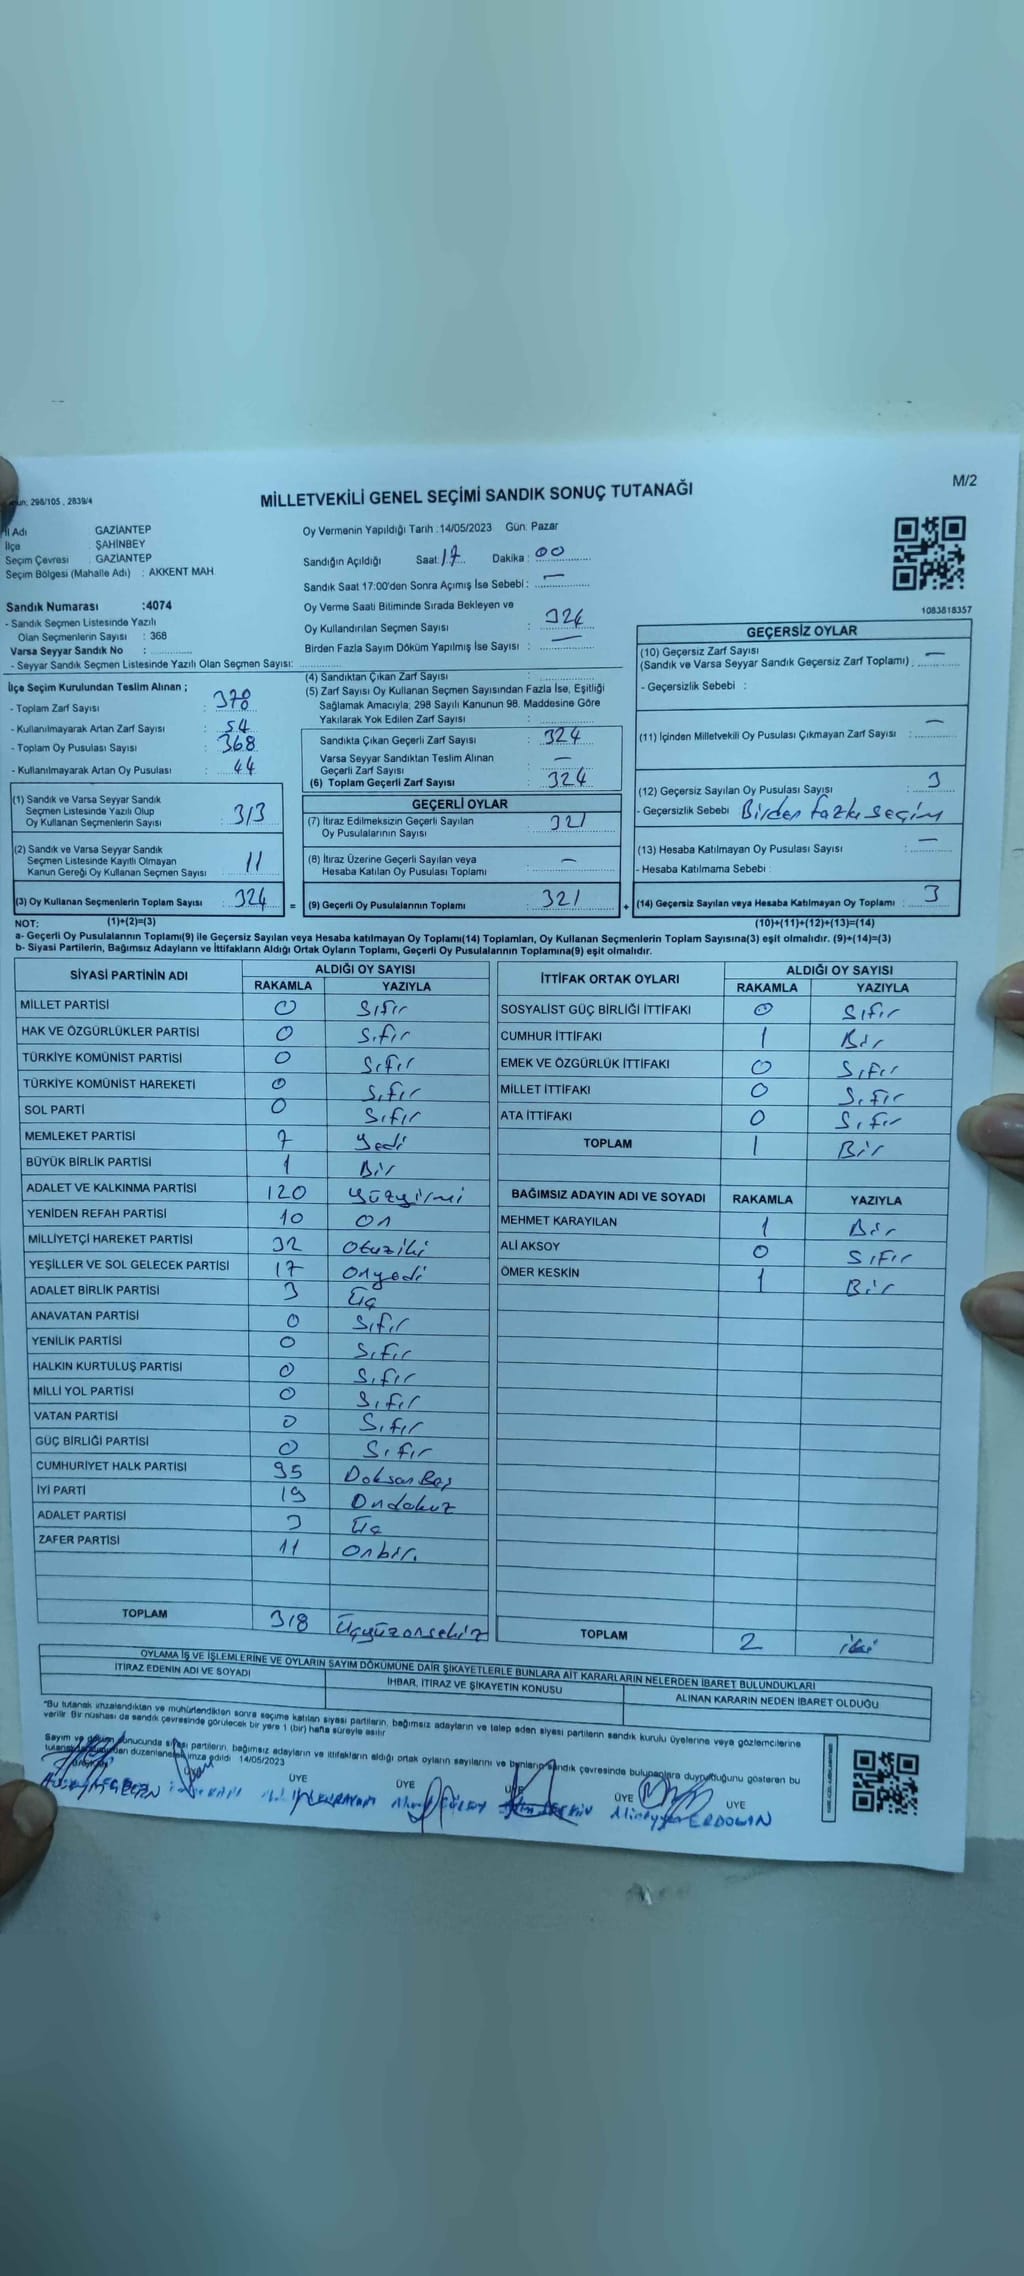 Kanun: 298/105, 2839/4
MİLLETVEKİLİ GENEL SEÇİMİ SANDIK SONUÇ TUTANAĞI
M/2
İl Adı GAZİANTEP
İlçe ŞAHİNBEY
Seçim Çevresi : GAZİANTEP
Seçim Bölgesi (Mahalle Adı) : AKKENT MAH
Oy Vermenin Yapıldığı Tarih :14/05/2023 Gün: Pazar
Sandığın Açıldığı Saat:17 Dakika : 00
Sandık Saat 17:00'den Sonra Açımış İse Sebebi : —
Oy Verme Saati Bitiminde Sırada Bekleyen ve
Oy Kullandırılan Seçmen Sayısı : 324
Birden Fazla Sayım Döküm Yapılmış İse Sayısı : —
1083818357
Sandık Numarası :4074
- Sandık Seçmen Listesinde Yazılı
Olan Seçmenlerin Sayısı : 368
Varsa Seyyar Sandık No :
- Seyyar Sandık Seçmen Listesinde Yazılı Olan Seçmen Sayısı:
İlçe Seçim Kurulundan Teslim Alınan ;
- Toplam Zarf Sayısı : 378
- Kullanılmayarak Artan Zarf Sayısı : 54
- Toplam Oy Pusulası Sayısı : 368
- Kullanılmayarak Artan Oy Pusulası : 44
(1) Sandık ve Varsa Seyyar Sandık
Seçmen Listesinde Yazılı Olup
Oy Kullanan Seçmenlerin Sayısı : 313
(2) Sandık ve Varsa Seyyar Sandık
Seçmen Listesinde Kayıtlı Olmayan
Kanun Gereği Oy Kullanan Seçmen Sayısı : 11
(3) Oy Kullanan Seçmenlerin Toplam Sayısı : 324
(4) Sandıktan Çıkan Zarf Sayısı :
(5) Zarf Sayısı Oy Kullanan Seçmen Sayısından Fazla İse, Eşitliği
Sağlamak Amacıyla; 298 Sayılı Kanunun 98. Maddesine Göre
Yakılarak Yok Edilen Zarf Sayısı :
Sandıkta Çıkan Geçerli Zarf Sayısı : 324
Varsa Seyyar Sandıktan Teslim Alınan
Geçerli Zarf Sayısı : —
(6) Toplam Geçerli Zarf Sayısı : 324
GEÇERLİ OYLAR
(7) İtiraz Edilmeksizin Geçerli Sayılan
Oy Pusulalarının Sayısı : 321
(8) İtiraz Üzerine Geçerli Sayılan veya
Hesaba Katılan Oy Pusulası Toplamı : —
= (9) Geçerli Oy Pusulalarının Toplamı : 321
GEÇERSİZ OYLAR
(10) Geçersiz Zarf Sayısı
(Sandık ve Varsa Seyyar Sandık Geçersiz Zarf Toplamı) : —
- Geçersizlik Sebebi :
(11) İçinden Milletvekili Oy Pusulası Çıkmayan Zarf Sayısı : —
(12) Geçersiz Sayılan Oy Pusulası Sayısı : 3
- Geçersizlik Sebebi Birden fazla seçim
(13) Hesaba Katılmayan Oy Pusulası Sayısı : —
- Hesaba Katılmama Sebebi :
+ (14) Geçersiz Sayılan veya Hesaba Katılmayan Oy Toplamı : 3
NOT: (1)+(2)=(3)
(10)+(11)+(12)+(13)=(14)
a- Geçerli Oy Pusulalarının Toplamı(9) ile Geçersiz Sayılan veya Hesaba katılmayan Oy Toplamı(14) Toplamları, Oy Kullanan Seçmenlerin Toplam Sayısına(3) eşit olmalıdır. (9)+(14)=(3)
b- Siyasi Partilerin, Bağımsız Adayların ve İttifakların Aldığı Ortak Oyların Toplamı, Geçerli Oy Pusulalarının Toplamına(9) eşit olmalıdır.
SİYASİ PARTİNİN ADI ALDIĞI OY SAYISI
RAKAMLA YAZIYLA
MİLLET PARTİSİ 0 Sıfır
HAK VE ÖZGÜRLÜKLER PARTİSİ 0 Sıfır
TÜRKİYE KOMÜNİST PARTİSİ 0 Sıfır
TÜRKİYE KOMÜNİST HAREKETİ 0 Sıfır
SOL PARTİ 0 Sıfır
MEMLEKET PARTİSİ 7 Yedi
BÜYÜK BİRLİK PARTİSİ 1 Bir
ADALET VE KALKINMA PARTİSİ 120 Yüzyirmi
YENİDEN REFAH PARTİSİ 10 On
MİLLİYETÇİ HAREKET PARTİSİ 32 Otuziki
YEŞİLLER VE SOL GELECEK PARTİSİ 17 Onyedi
ADALET BİRLİK PARTİSİ 3 Üç
ANAVATAN PARTİSİ 0 Sıfır
YENİLİK PARTİSİ 0 Sıfır
HALKIN KURTULUŞ PARTİSİ 0 Sıfır
MİLLİ YOL PARTİSİ 0 Sıfır
VATAN PARTİSİ 0 Sıfır
GÜÇ BİRLİĞİ PARTİSİ 0 Sıfır
CUMHURİYET HALK PARTİSİ 95 Doksan Beş
İYİ PARTİ 19 Ondokuz
ADALET PARTİSİ 3 Üç
ZAFER PARTİSİ 11 Onbir.
TOPLAM 318 Üçyüzonsekiz
İTTİFAK ORTAK OYLARI ALDIĞI OY SAYISI
RAKAMLA YAZIYLA
SOSYALİST GÜÇ BİRLİĞİ İTTİFAKI 0 Sıfır
CUMHUR İTTİFAKI 1 Bir
EMEK VE ÖZGÜRLÜK İTTİFAKI 0 Sıfır
MİLLET İTTİFAKI 0 Sıfır
ATA İTTİFAKI 0 Sıfır
TOPLAM 1 Bir
BAĞIMSIZ ADAYIN ADI VE SOYADI RAKAMLA YAZIYLA
MEHMET KARAYILAN 1 Bir
ALİ AKSOY 0 Sıfır
ÖMER KESKİN 1 Bir
TOPLAM 2 iki
OYLAMA İŞ VE İŞLEMLERİNE VE OYLARIN SAYIM DÖKÜMÜNE DAİR ŞİKAYETLERLE BUNLARA AİT KARARLARIN NELERDEN İBARET BULUNDUKLARI
İTİRAZ EDENİN ADI VE SOYADI İHBAR, İTİRAZ VE ŞİKAYETİN KONUSU ALINAN KARARIN NEDEN İBARET OLDUĞU
"Bu tutanak imzalandıktan ve mühürlendikten sonra seçime katılan siyasi partilerin, bağımsız adayların ve talep eden siyasi partilerin sandık kurulu üyelerine veya gözlemcilerine
verilir. Bir nüshası da sandık çevresinde görülecek bir yere 1 (bir) hafta süreyle asılır
Sayım ve döküm sonucunda siyasi partilerin, bağımsız adayların ve ittifakların aldığı ortak oyların sayılarını ve bunların sandık çevresinde bulunanlara duyrulduğunu gösteren bu
düzenlenerek imza edildi 14/05/2023
ÜYE ÜYE ÜYE ÜYE ÜYE
ERDOĞAN